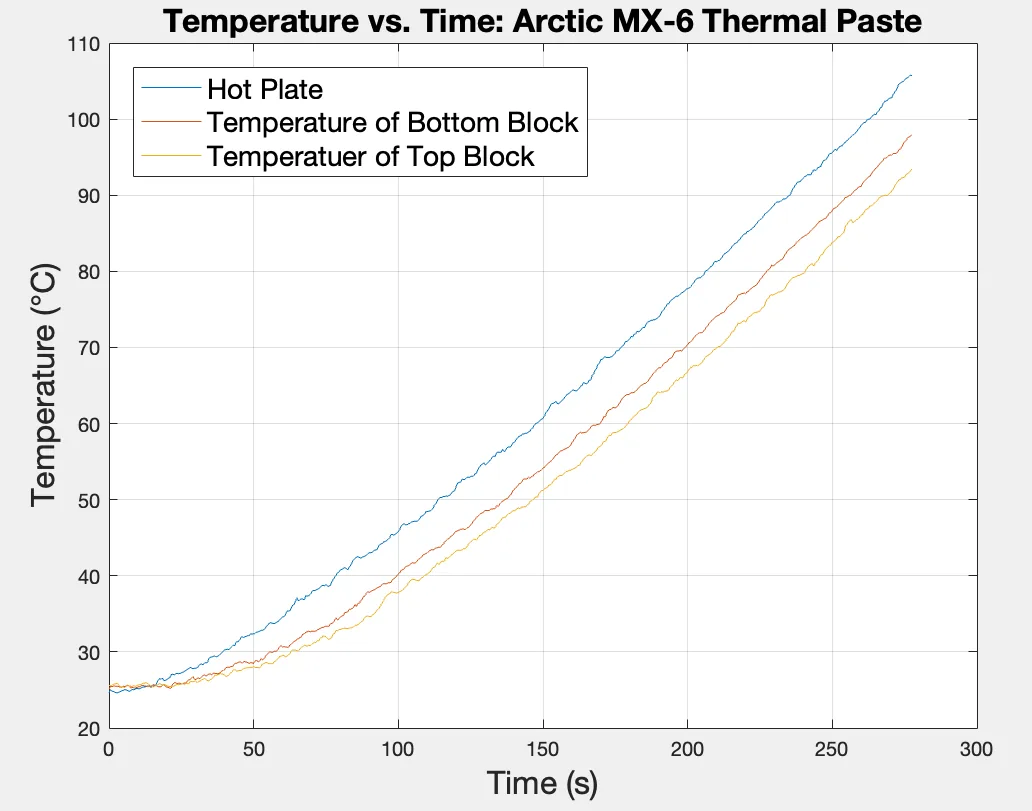 Temperature vs. Time: Arctic MX-6 Thermal Paste
Hot Plate
Temperature of Bottom Block
Temperatuer of Top Block
110
100
90
80
70
60
50
40
30
20
Temperature (°C)
0 50 100 150 200 250 300
Time (s)